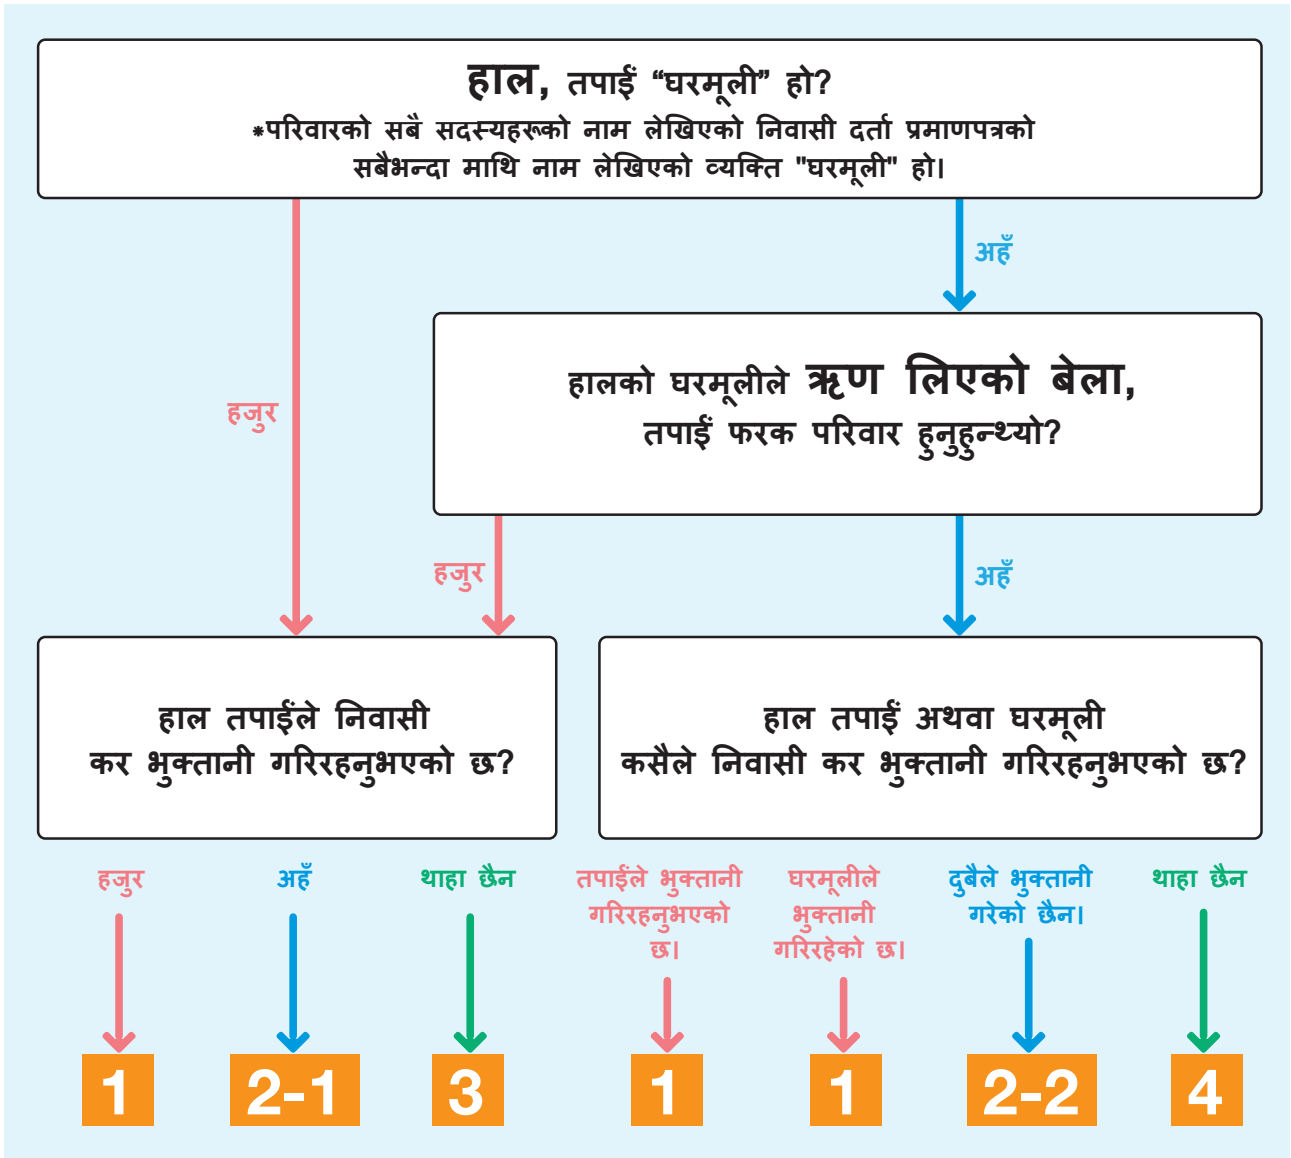 हाल, तपाईं “घरमूली” हो?
*परिवारको सबै सदस्यहरूको नाम लेखिएको निवासी दर्ता प्रमाणपत्रको
सबैभन्दा माथि नाम लेखिएको व्यक्ति "घरमूली" हो।
अहँ
हालको घरमूलीले ऋण लिएको बेला,
तपाईं फरक परिवार हुनुहुन्थ्यो?
हजुर
हजुर
अहँ
हाल तपाईंले निवासी
कर भुक्तानी गरिरहनुभएको छ?
हाल तपाईं अथवा घरमूली
कसैले निवासी कर भुक्तानी गरिरहनुभएको छ?
हजुर
अहँ
थाहा छैन
तपाईंले भुक्तानी
गरिरहनुभएको
छ।
घरमूलीले
भुक्तानी
गरिरहेको छ।
दुबैले भुक्तानी
गरेको छैन।
थाहा छैन
1
2-1
3
1
1
2-2
4